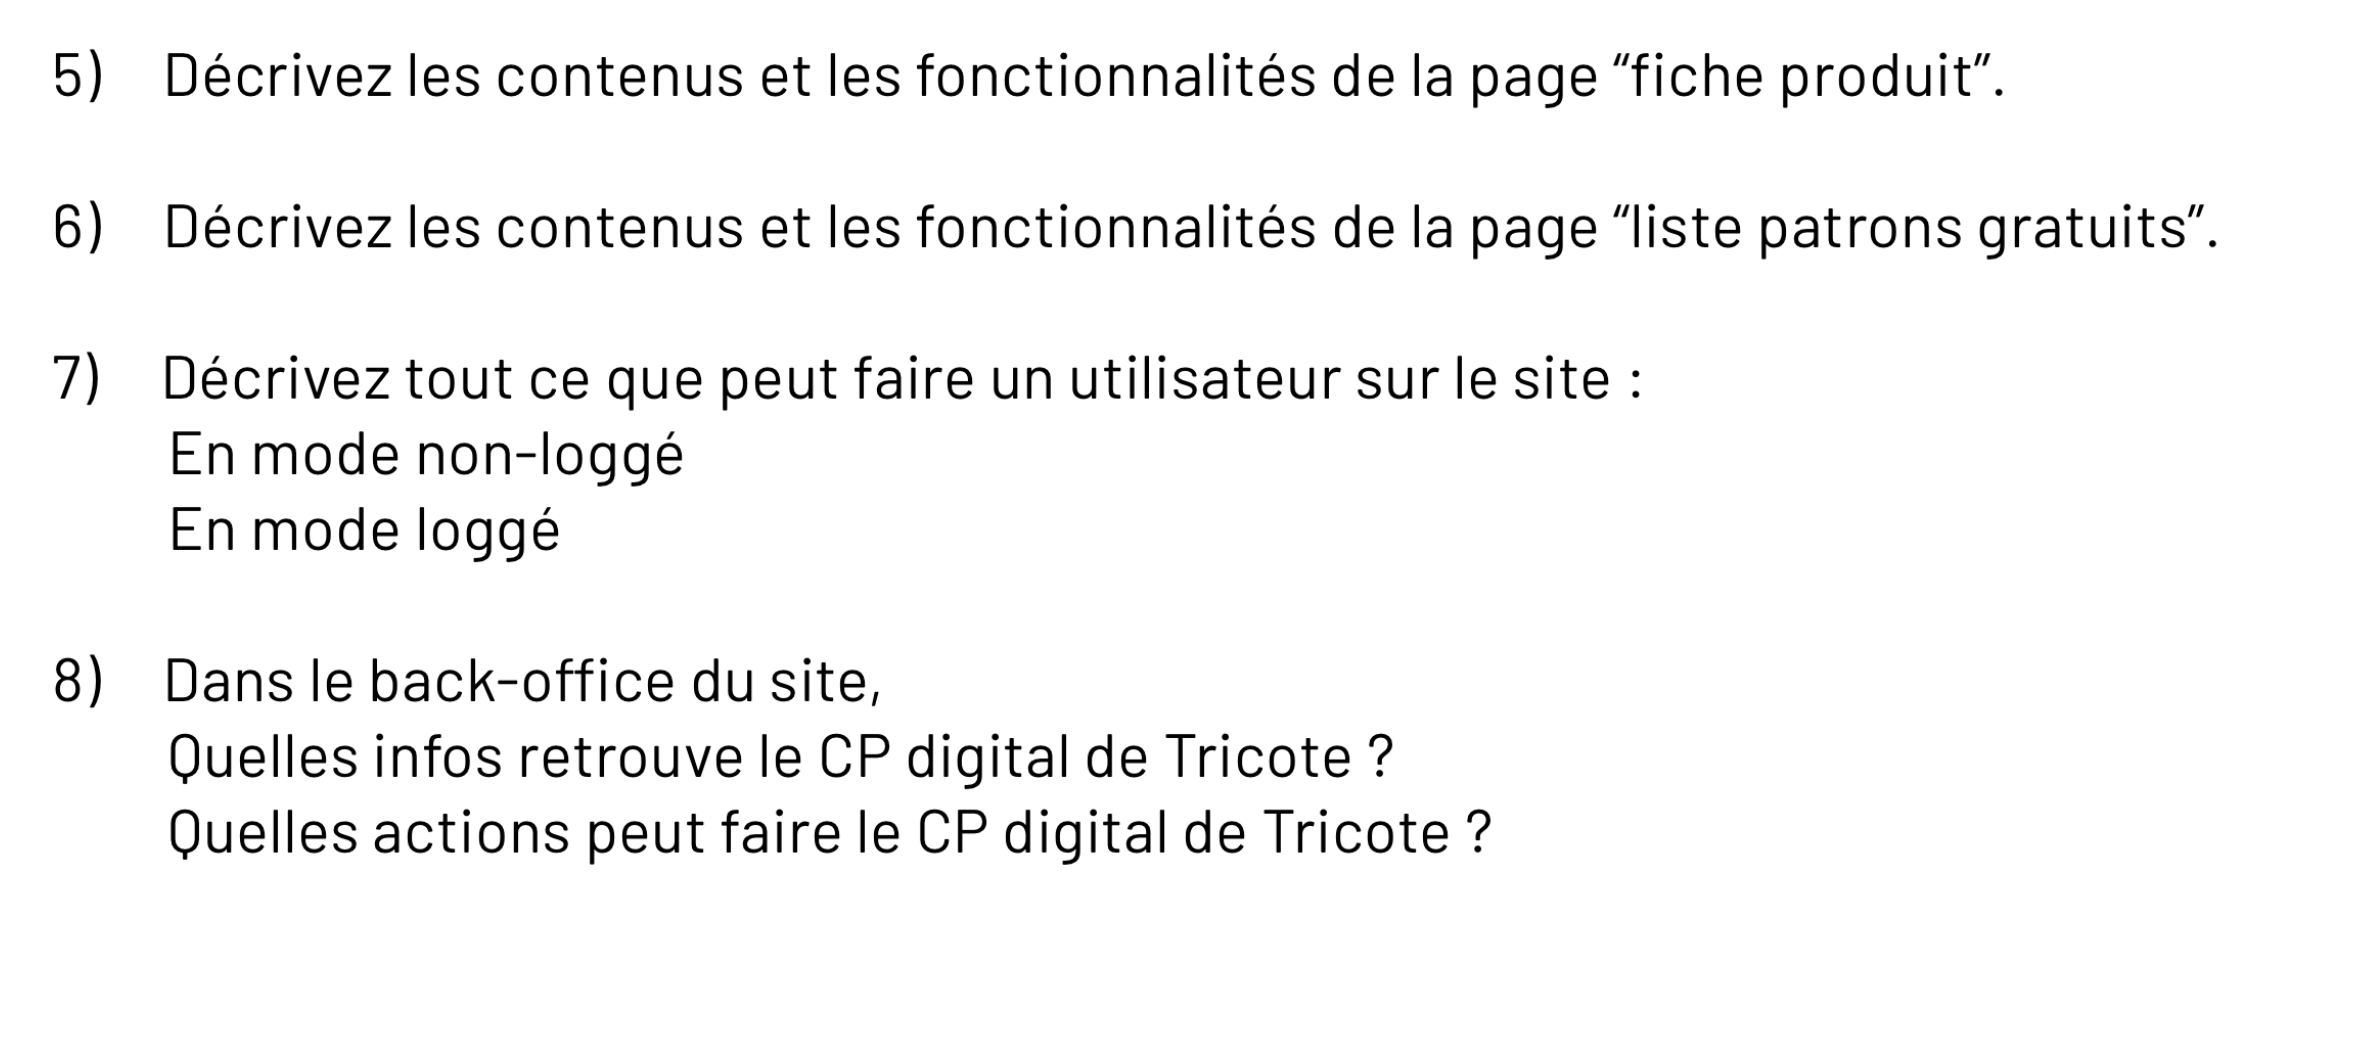 5) Décrivez les contenus et les fonctionnalités de la page “fiche produit”.
6) Décrivez les contenus et les fonctionnalités de la page “liste patrons gratuits”.
7) Décrivez tout ce que peut faire un utilisateur sur le site :
En mode non-loggé
En mode loggé
8) Dans le back-office du site,
Quelles infos retrouve le CP digital de Tricote ?
Quelles actions peut faire le CP digital de Tricote ?